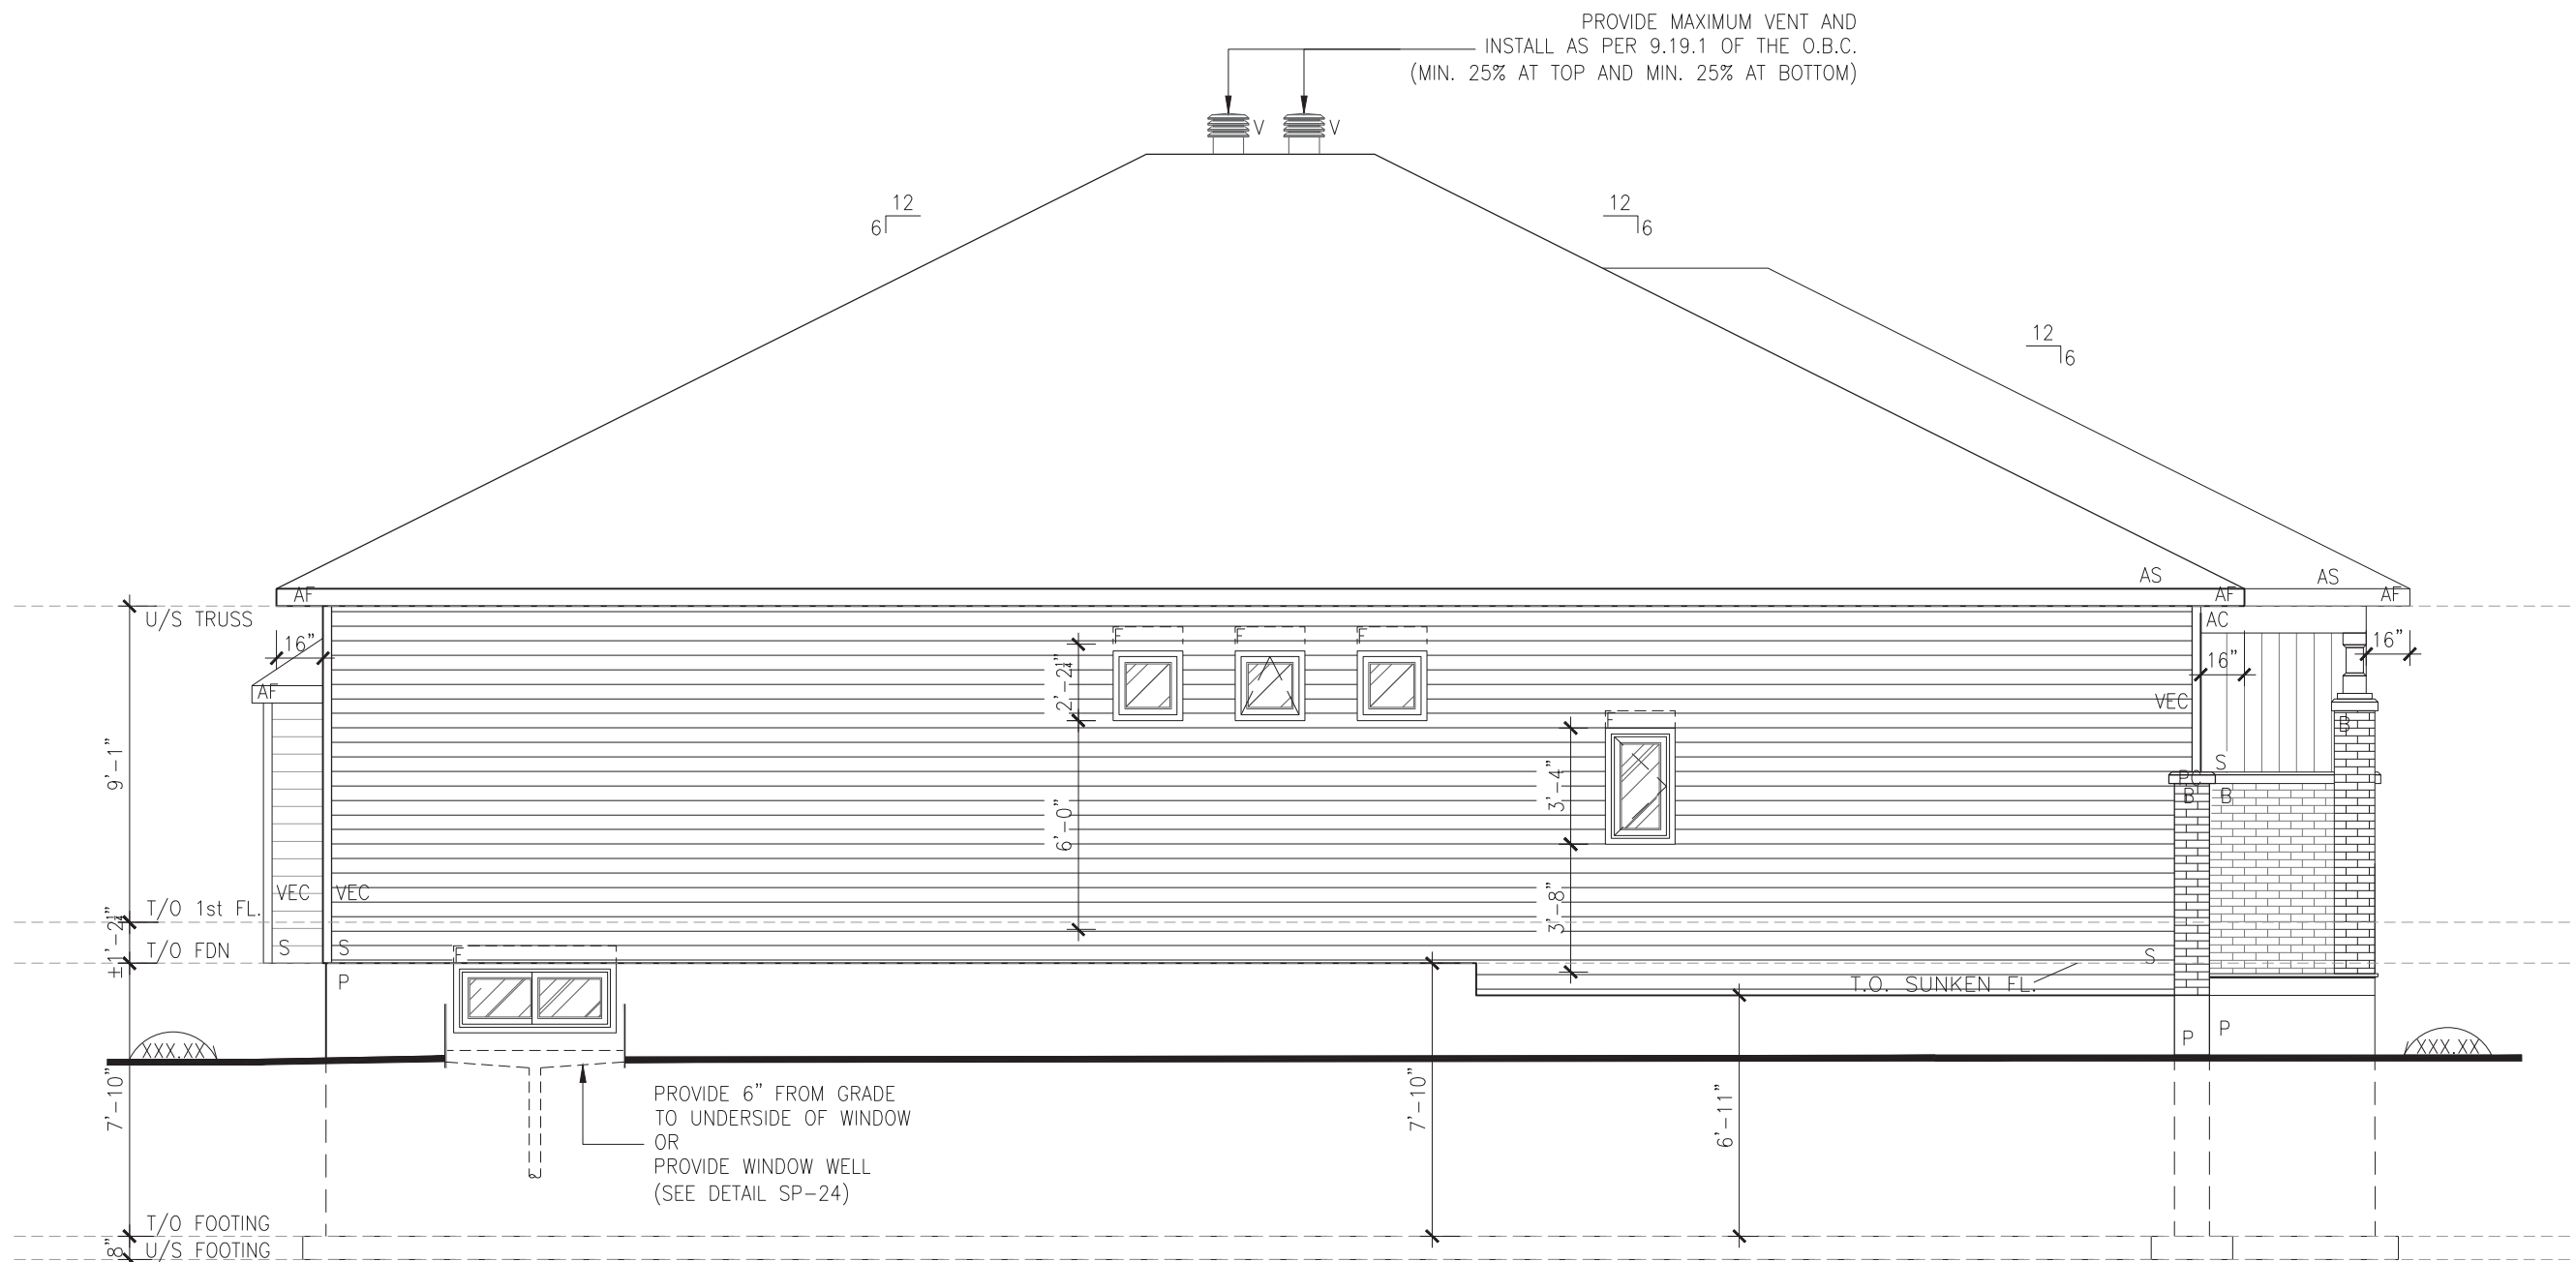 PROVIDE MAXIMUM VENT AND
INSTALL AS PER 9.19.1 OF THE O.B.C.
(MIN. 25% AT TOP AND MIN. 25% AT BOTTOM)
V
V
12
6
12
6
12
6
AS
AS
AF
AF
AF
U/S TRUSS
AC
16"
16"
16"
F
F
F
2'-2¼"
AF
VEC
F
B
9'-1"
3'-4"
S
PC
B
B
6'-0"
VEC
VEC
3'-8"
T/O 1st FL.
±1'-2¼"
T/O FDN
S
S
F
S
P
T.O. SUNKEN FL.
P
P
XXX.XX
XXX.XX
7'-10"
PROVIDE 6" FROM GRADE
TO UNDERSIDE OF WINDOW
OR
PROVIDE WINDOW WELL
(SEE DETAIL SP-24)
7'-10"
6'-11"
T/O FOOTING
8"
U/S FOOTING